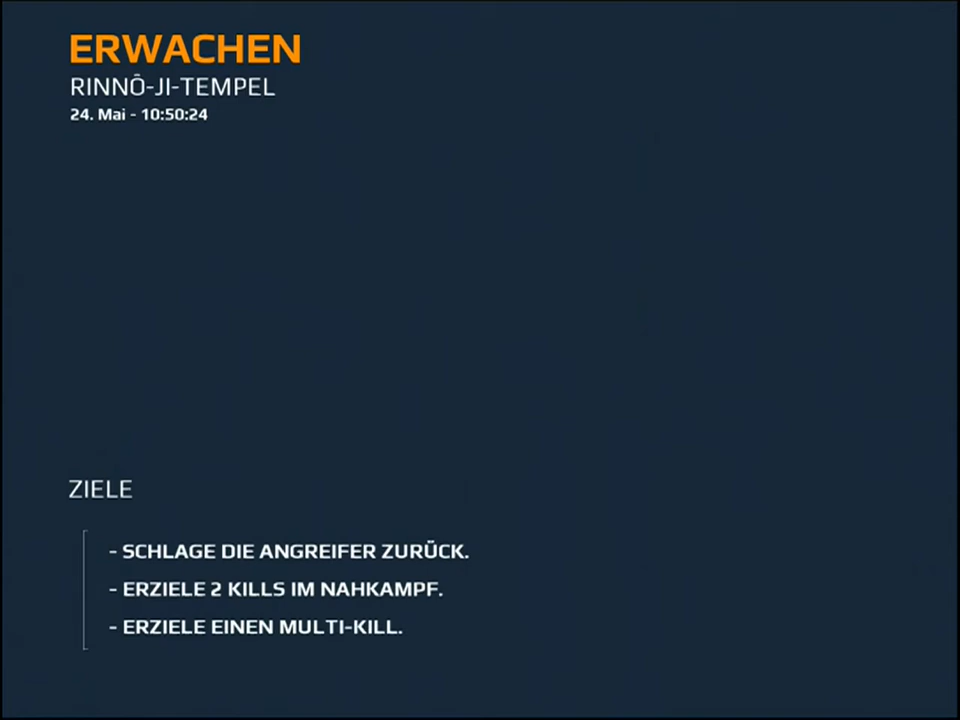 ERWACHEN
RINNŌ-JI-TEMPEL
24. Mai - 10:50:24
ZIELE
- SCHLAGE DIE ANGREIFER ZURÜCK.
- ERZIELE 2 KILLS IM NAHKAMPF.
- ERZIELE EINEN MULTI-KILL.